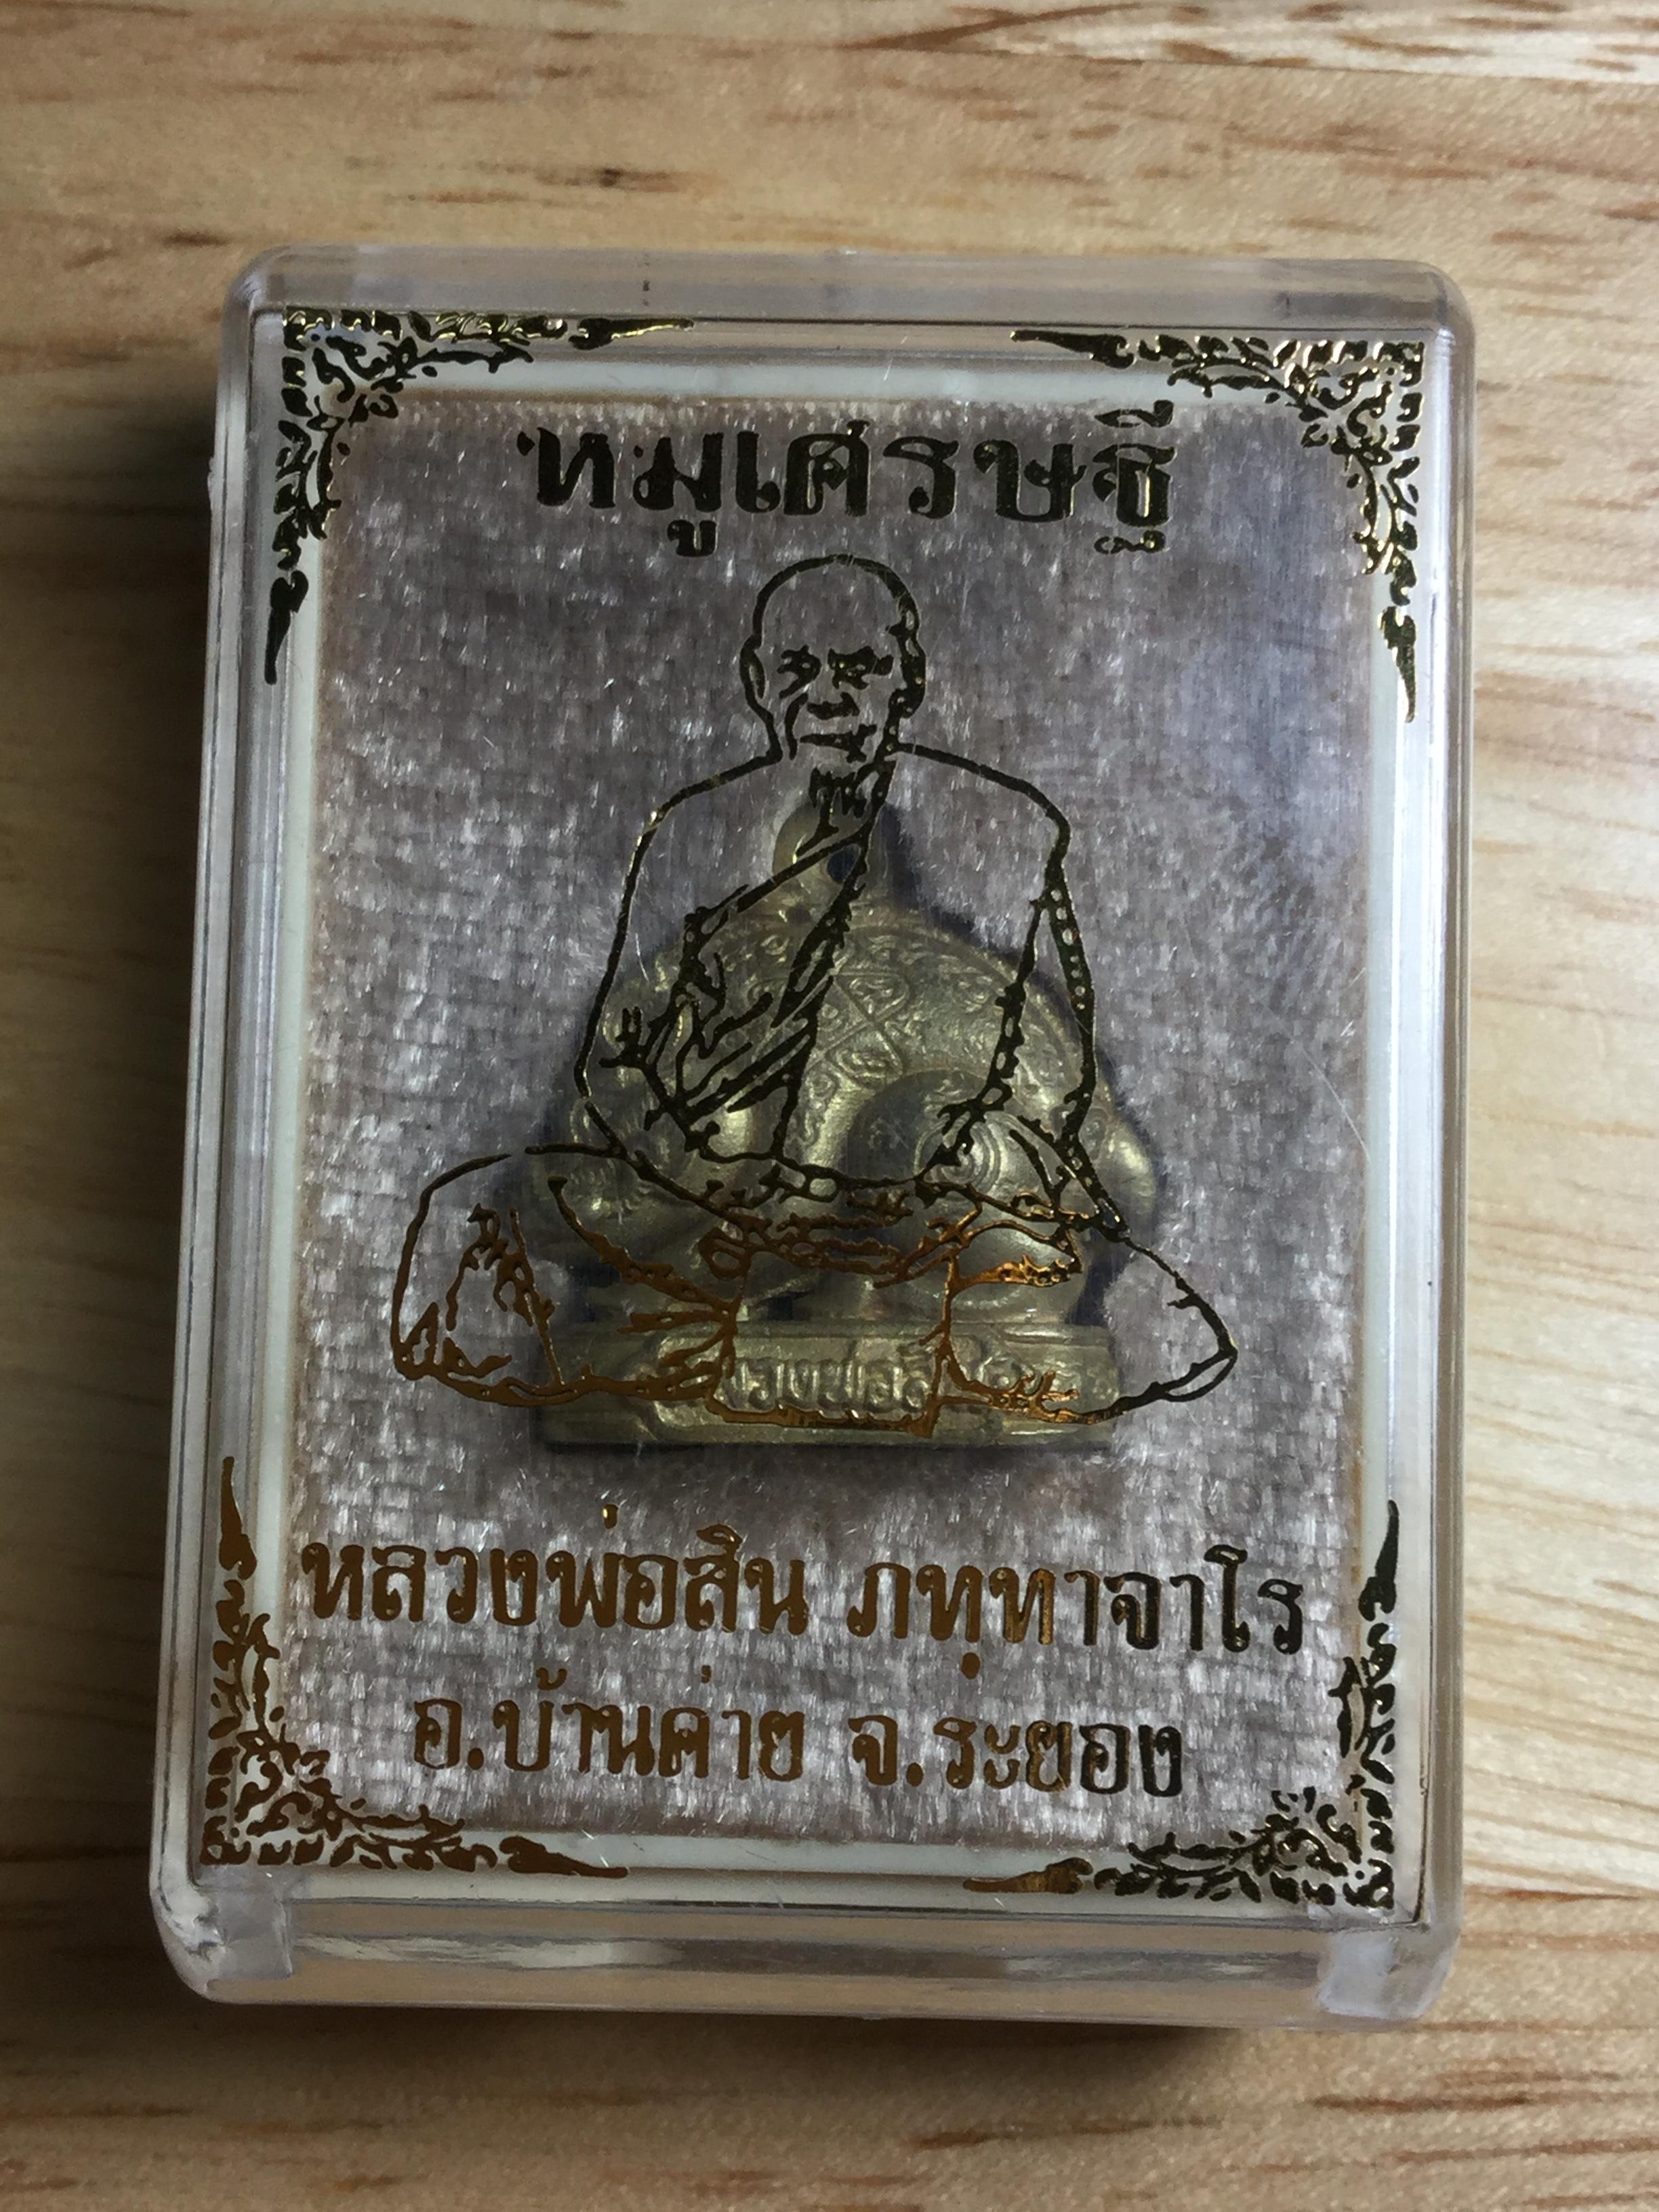 หมูเศรษฐี
หลวงพ่อสิน ภทฺทาจาโร
อ.บ้านค่าย จ.ระยอง